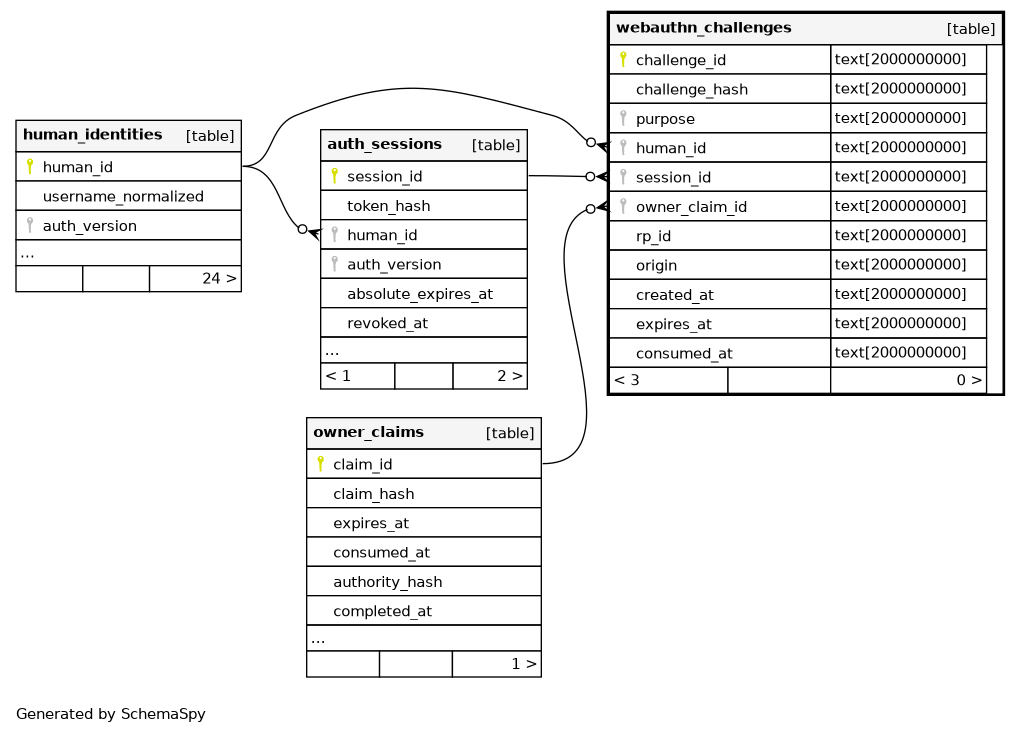 human_identities [table]
human_id
username_normalized
auth_version
...
24 >
auth_sessions [table]
session_id
token_hash
human_id
auth_version
absolute_expires_at
revoked_at
...
< 1 2 >
owner_claims [table]
claim_id
claim_hash
expires_at
consumed_at
authority_hash
completed_at
...
1 >
webauthn_challenges [table]
challenge_id text[2000000000]
challenge_hash text[2000000000]
purpose text[2000000000]
human_id text[2000000000]
session_id text[2000000000]
owner_claim_id text[2000000000]
rp_id text[2000000000]
origin text[2000000000]
created_at text[2000000000]
expires_at text[2000000000]
consumed_at text[2000000000]
< 3 0 >
Generated by SchemaSpy